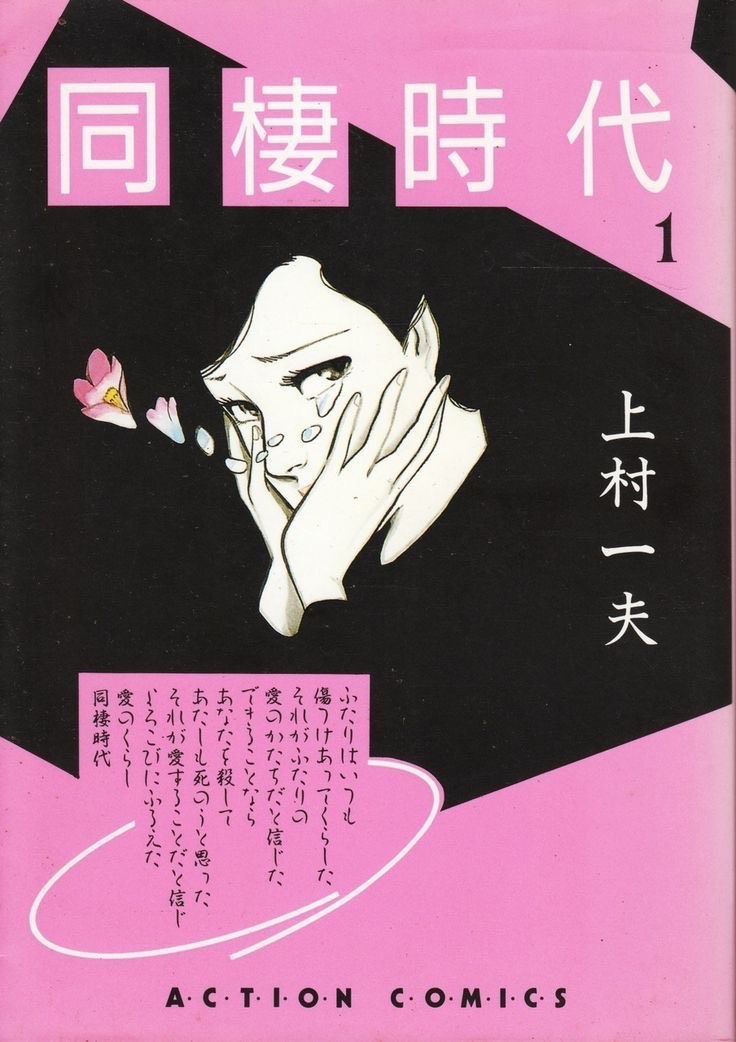 同棲時代
1
上村一夫
ふたりはいつも
傷つけあってくらした、
それがふたりの
愛のかたちだと信じた、
できることなら
あなたを殺して
あたしも死のうと思った、
それが愛することだと信じ
よろこびにふるえた、
愛のくらし
同棲時代
A·C·T·I·O·N C·O·M·I·C·S